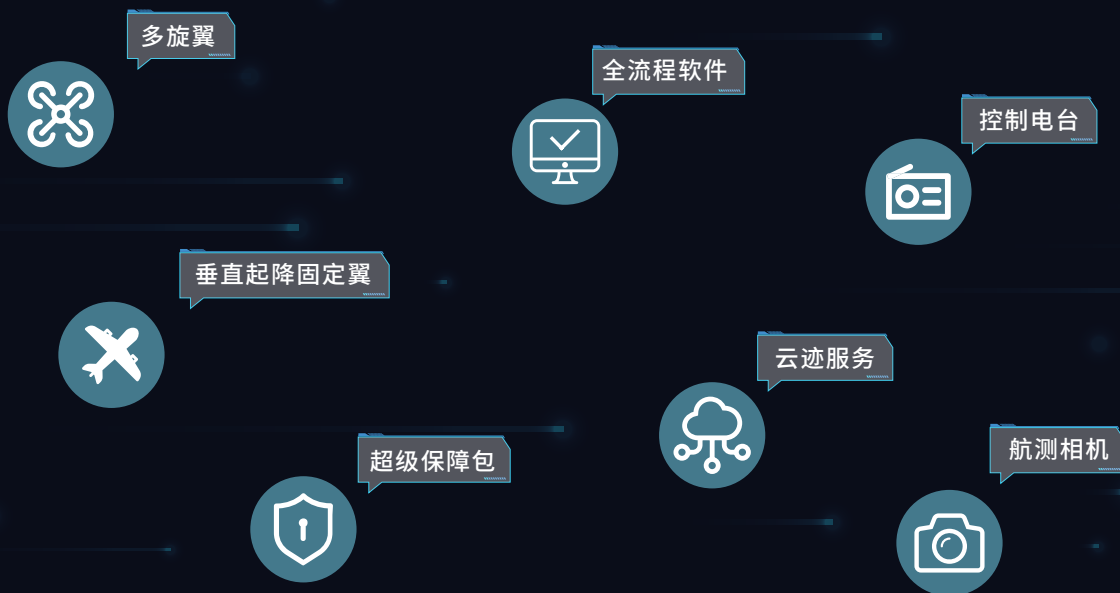 多旋翼
全流程软件
控制电台
垂直起降固定翼
云迹服务
超级保障包
航测相机